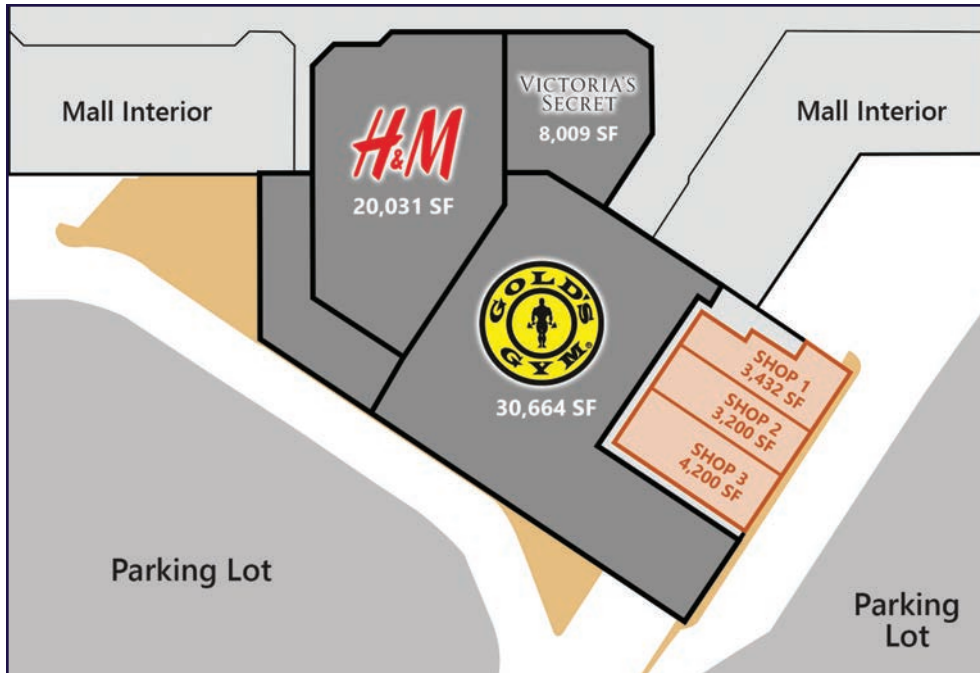 Mall Interior
H&M
20,031 SF
VICTORIA'S
SECRET
8,009 SF
Mall Interior
GOLD'S
GYM®
30,664 SF
SHOP 1
3,432 SF
SHOP 2
3,200 SF
SHOP 3
4,200 SF
Parking Lot
Parking
Lot